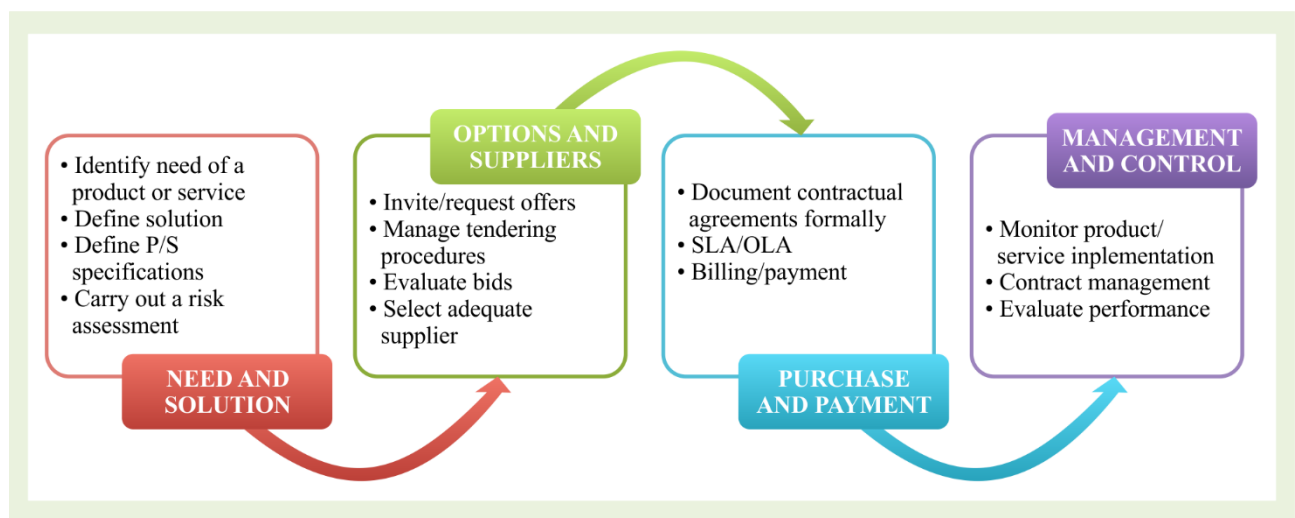 • Identify need of a
product or service
• Define solution
• Define P/S
specifications
• Carry out a risk
assessment
NEED AND
SOLUTION
OPTIONS AND
SUPPLIERS
• Invite/request offers
• Manage tendering
procedures
• Evaluate bids
• Select adequate
supplier
• Document contractual
agreements formally
• SLA/OLA
• Billing/payment
PURCHASE
AND PAYMENT
MANAGEMENT
AND CONTROL
• Monitor product/
service inplementation
• Contract management
• Evaluate performance